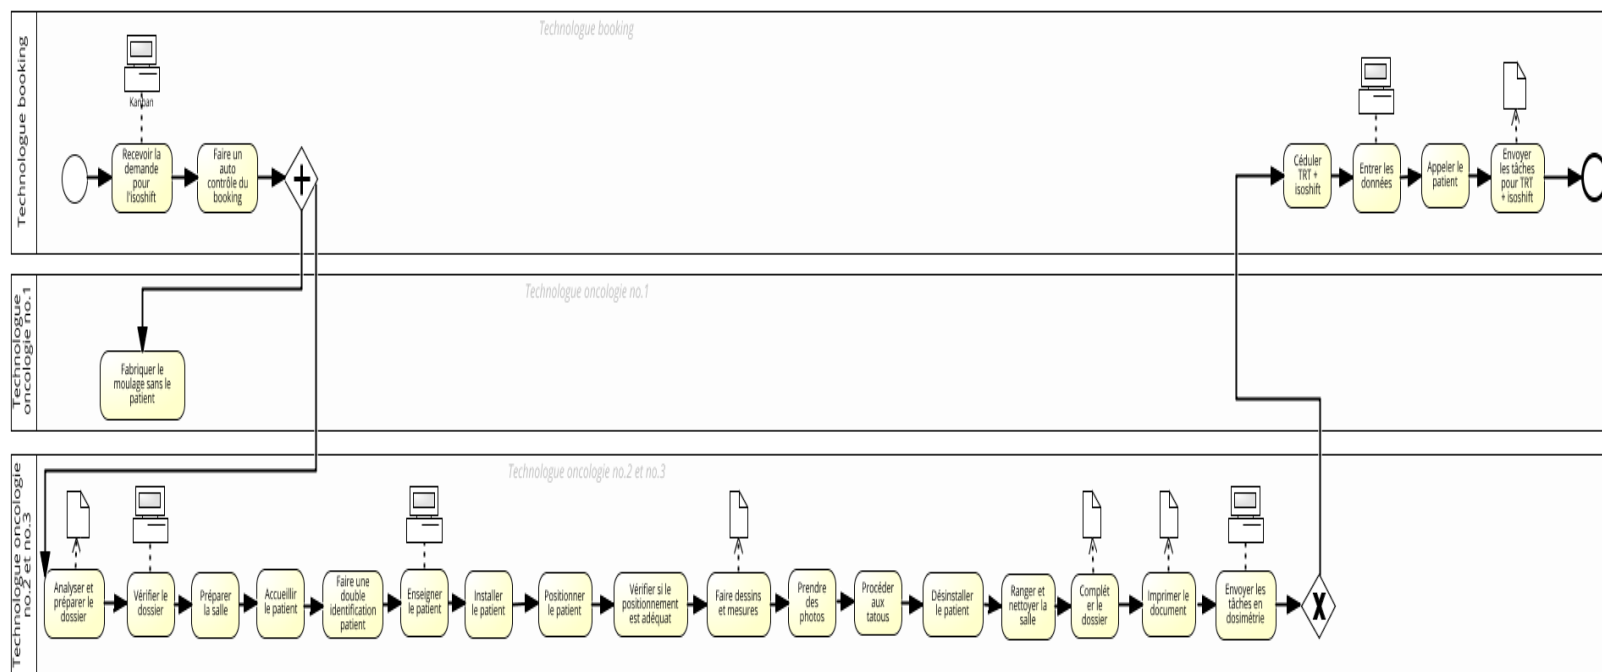 Technologue booking
Technologue booking
Kanban
Recevoir la
demande
pour
l'isoshift
Faire un
auto
contrôle du
booking
Céduler
TRT +
isoshift
Entrer les
données
Appeler le
patient
Envoyer
les tâches
pour TRT
+ isoshift
Technologue
oncologie no.1
Technologue oncologie no.1
Fabriquer le
moulage sans le
patient
Technologue oncologie
no.2 et no.3
Technologue oncologie no.2 et no.3
Analyser et
préparer le
dossier
Vérifier le
dossier
Préparer
la salle
Accueillir
le patient
Faire une
double
identification
patient
Enseigner
le patient
Installer
le patient
Positionner
le patient
Vérifier si le
positionnement
est adéquat
Faire dessins
et mesures
Prendre
des
photos
Procéder
aux
tatous
Désinstaller
le patient
Ranger et
nettoyer la
salle
Complét
er le
dossier
Imprimer le
document
Envoyer les
tâches en
dosimétrie